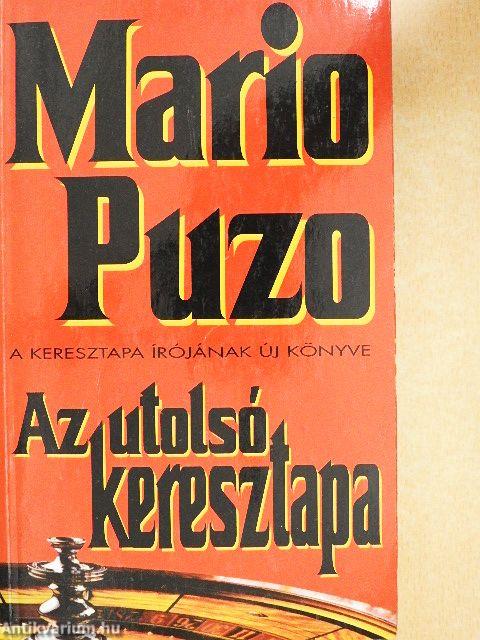 Mario
Puzo
A KERESZTAPA ÍRÓJÁNAK ÚJ KÖNYVE
Az utolsó
keresztapa
Antikvarium.hu